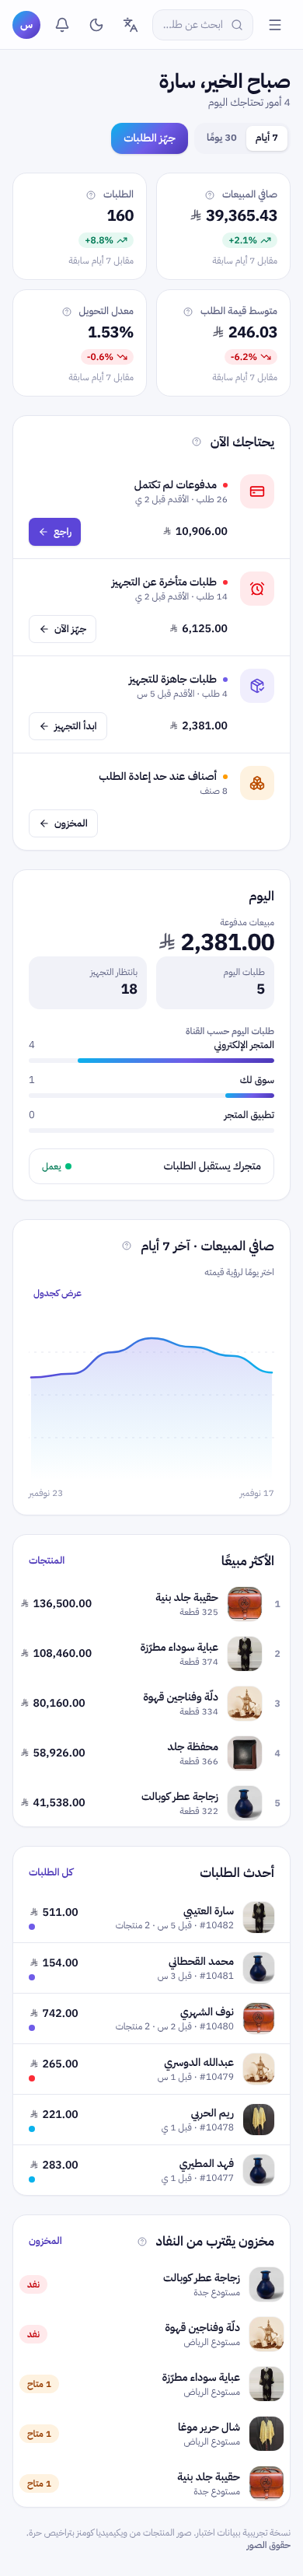 ابحث عن طلـ...
س
صباح الخير، سارة
4 أمور تحتاجك اليوم
7 أيام
30 يومًا
جهّز الطلبات
صافي المبيعات
39,365.43
+2.1%
مقابل 7 أيام سابقة
الطلبات
160
+8.8%
مقابل 7 أيام سابقة
متوسط قيمة الطلب
246.03
-6.2%
مقابل 7 أيام سابقة
معدل التحويل
1.53%
-0.6%
مقابل 7 أيام سابقة
يحتاجك الآن
مدفوعات لم تكتمل
26 طلب · الأقدم قبل 2 ي
10,906.00
راجع
طلبات متأخرة عن التجهيز
14 طلب · الأقدم قبل 2 ي
6,125.00
جهّز الآن
طلبات جاهزة للتجهيز
4 طلب · الأقدم قبل 5 س
2,381.00
ابدأ التجهيز
أصناف عند حد إعادة الطلب
8 صنف
المخزون
اليوم
مبيعات مدفوعة
2,381.00
طلبات اليوم
5
بانتظار التجهيز
18
طلبات اليوم حسب القناة
المتجر الإلكتروني
4
سوق لك
1
تطبيق المتجر
0
متجرك يستقبل الطلبات
يعمل
صافي المبيعات · آخر 7 أيام
اختر يومًا لرؤية قيمته
عرض كجدول
17 نوفمبر
23 نوفمبر
الأكثر مبيعًا
المنتجات
1
حقيبة جلد بنية
325 قطعة
136,500.00
2
عباية سوداء مطرّزة
374 قطعة
108,460.00
3
دلّة وفناجين قهوة
334 قطعة
80,160.00
4
محفظة جلد
366 قطعة
58,926.00
5
زجاجة عطر كوبالت
322 قطعة
41,538.00
أحدث الطلبات
كل الطلبات
سارة العتيبي
#10482 · قبل 5 س · 2 منتجات
511.00
محمد القحطاني
#10481 · قبل 3 س
154.00
نوف الشهري
#10480 · قبل 2 س · 2 منتجات
742.00
عبدالله الدوسري
#10479 · قبل 1 س
265.00
ريم الحربي
#10478 · قبل 1 ي
221.00
فهد المطيري
#10477 · قبل 1 ي
283.00
مخزون يقترب من النفاد
المخزون
زجاجة عطر كوبالت
مستودع جدة
نفد
دلّة وفناجين قهوة
مستودع الرياض
نفد
عباية سوداء مطرّزة
مستودع الرياض
1 متاح
شال حرير موغا
مستودع الرياض
1 متاح
حقيبة جلد بنية
مستودع جدة
1 متاح
نسخة تجريبية ببيانات اختبار. صور المنتجات من ويكيميديا كومنز بتراخيص حرة.
حقوق الصور